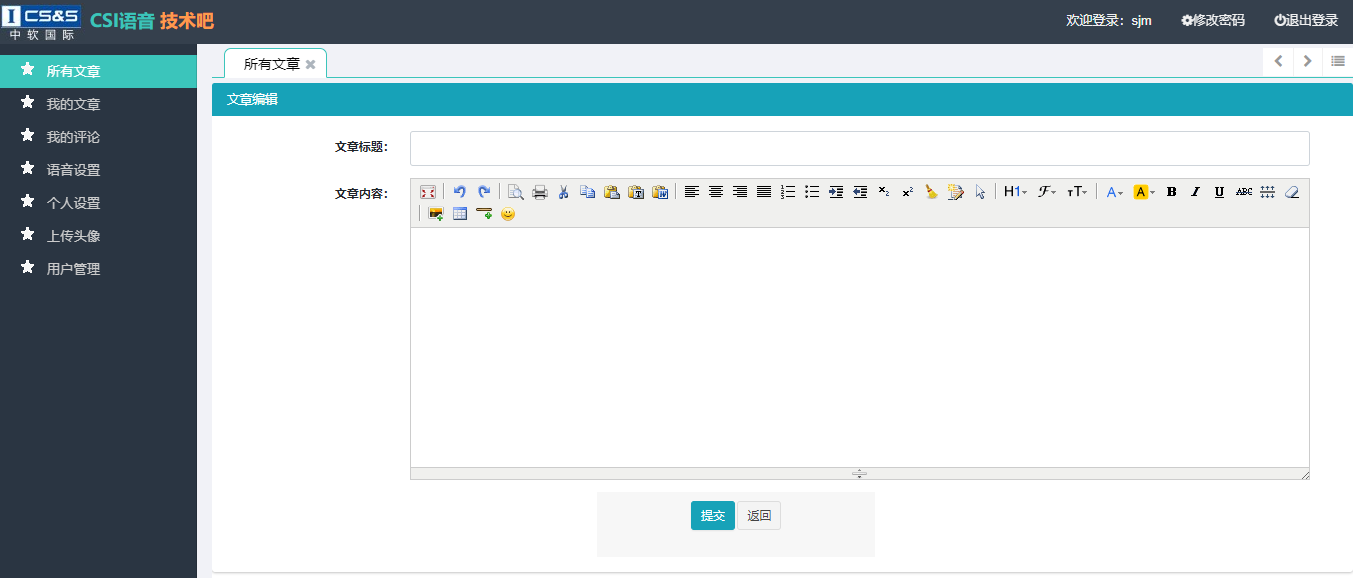 CS&S
中软国际
CSI语音 技术吧
欢迎登录：sjm
修改密码
退出登录
所有文章
我的文章
我的评论
语音设置
个人设置
上传头像
用户管理
所有文章
文章编辑
文章标题：
文章内容：
H1 F TT A A B I U ABC
提交
返回